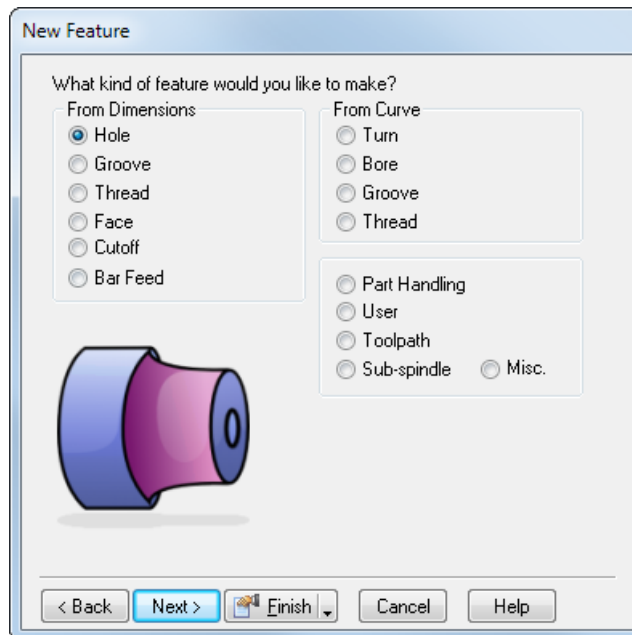 New Feature
What kind of feature would you like to make?
From Dimensions
Hole
Groove
Thread
Face
Cutoff
Bar Feed
From Curve
Turn
Bore
Groove
Thread
Part Handling
User
Toolpath
Sub-spindle Misc.
< Back Next > Finish Cancel Help